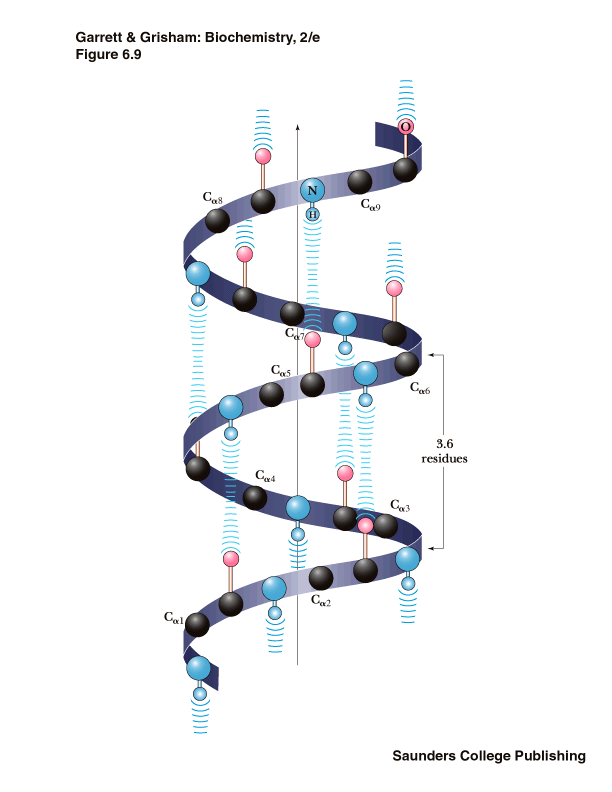 Garrett & Grisham: Biochemistry, 2/e
Figure 6.9
O
Cα8
N
Cα9
H
Cα7
Cα5
Cα6
3.6
residues
Cα4
Cα3
Cα2
Cα1
Saunders College Publishing